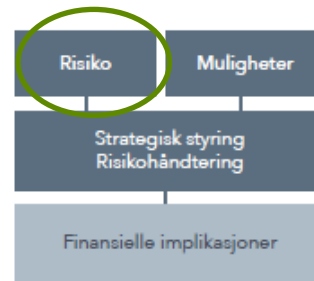 Risiko
Muligheter
Strategisk styring
Risikohåndtering
Finansielle implikasjoner